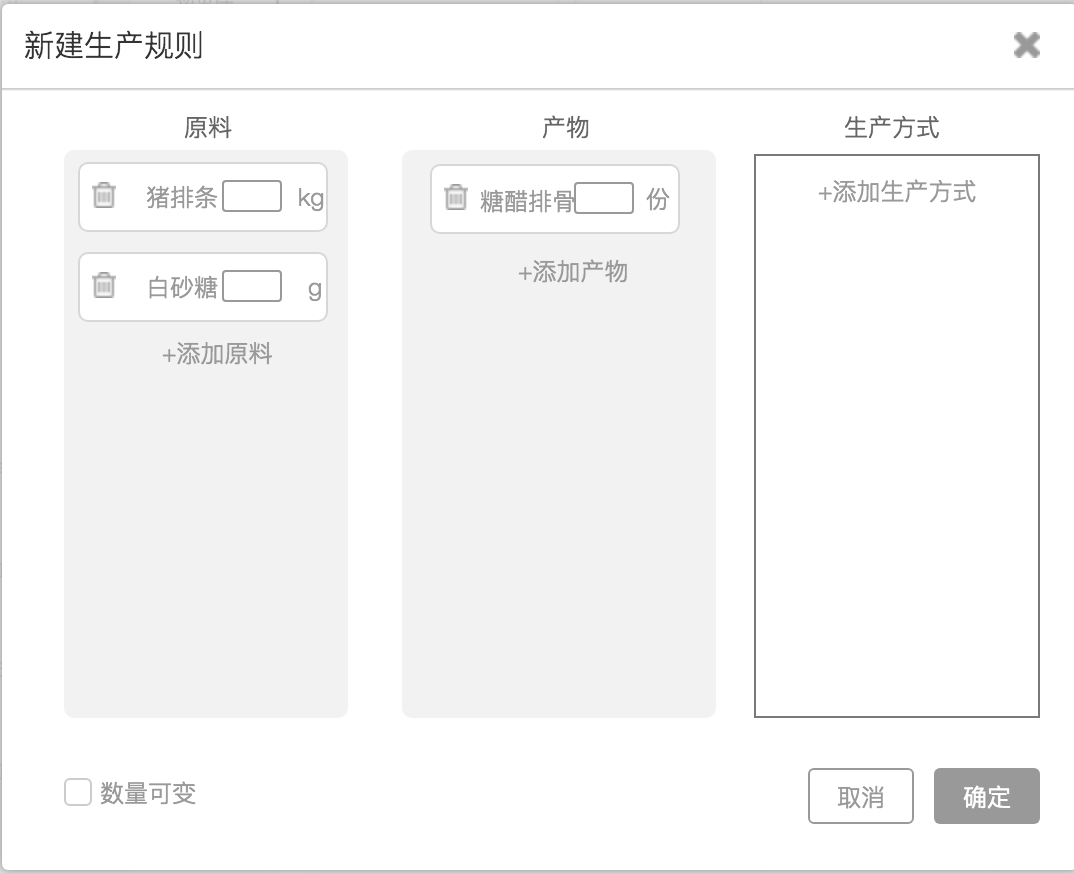 新建生产规则
原料
猪排条 kg
白砂糖 g
+添加原料
产物
糖醋排骨 份
+添加产物
生产方式
+添加生产方式
数量可变
取消
确定